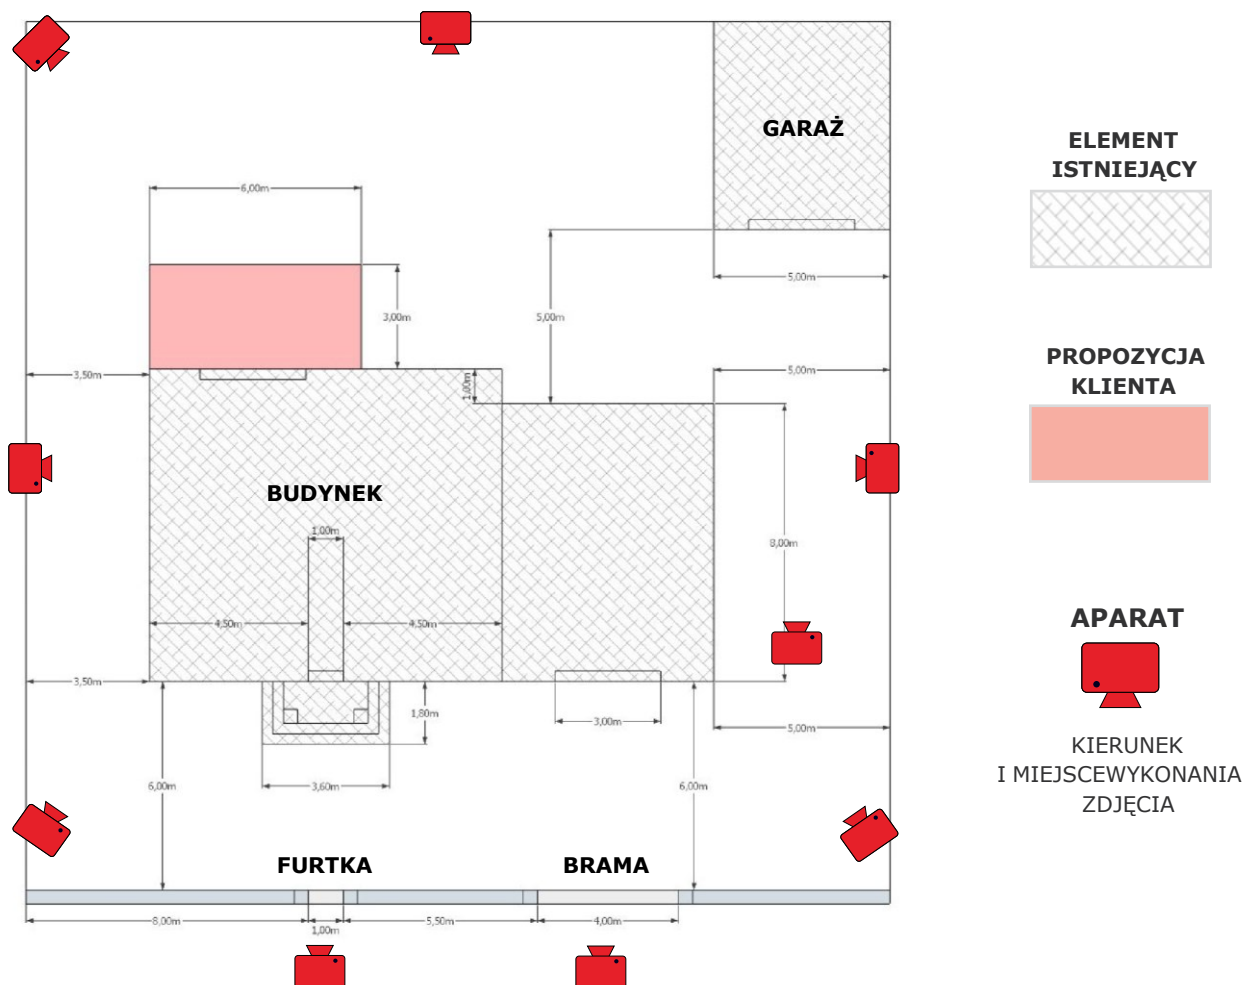 GARAŻ
6,00m
5,00m
3,00m
5,00m
3,50m
1,00m
5,00m
BUDYNEK
1,00m
8,00m
4,50m
4,50m
3,50m
1,80m
3,00m
5,00m
6,00m
3,60m
6,00m
FURTKA
BRAMA
8,00m
1,00m
5,50m
4,00m
ELEMENT
ISTNIEJĄCY
PROPOZYCJA
KLIENTA
APARAT
KIERUNEK
I MIEJSCEWYKONANIA
ZDJĘCIA